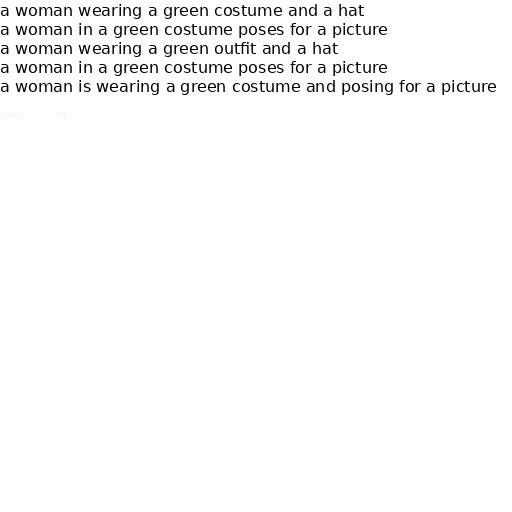 a woman wearing a green costume and a hat
a woman in a green costume poses for a picture
a woman wearing a green outfit and a hat
a woman in a green costume poses for a picture
a woman is wearing a green costume and posing for a picture